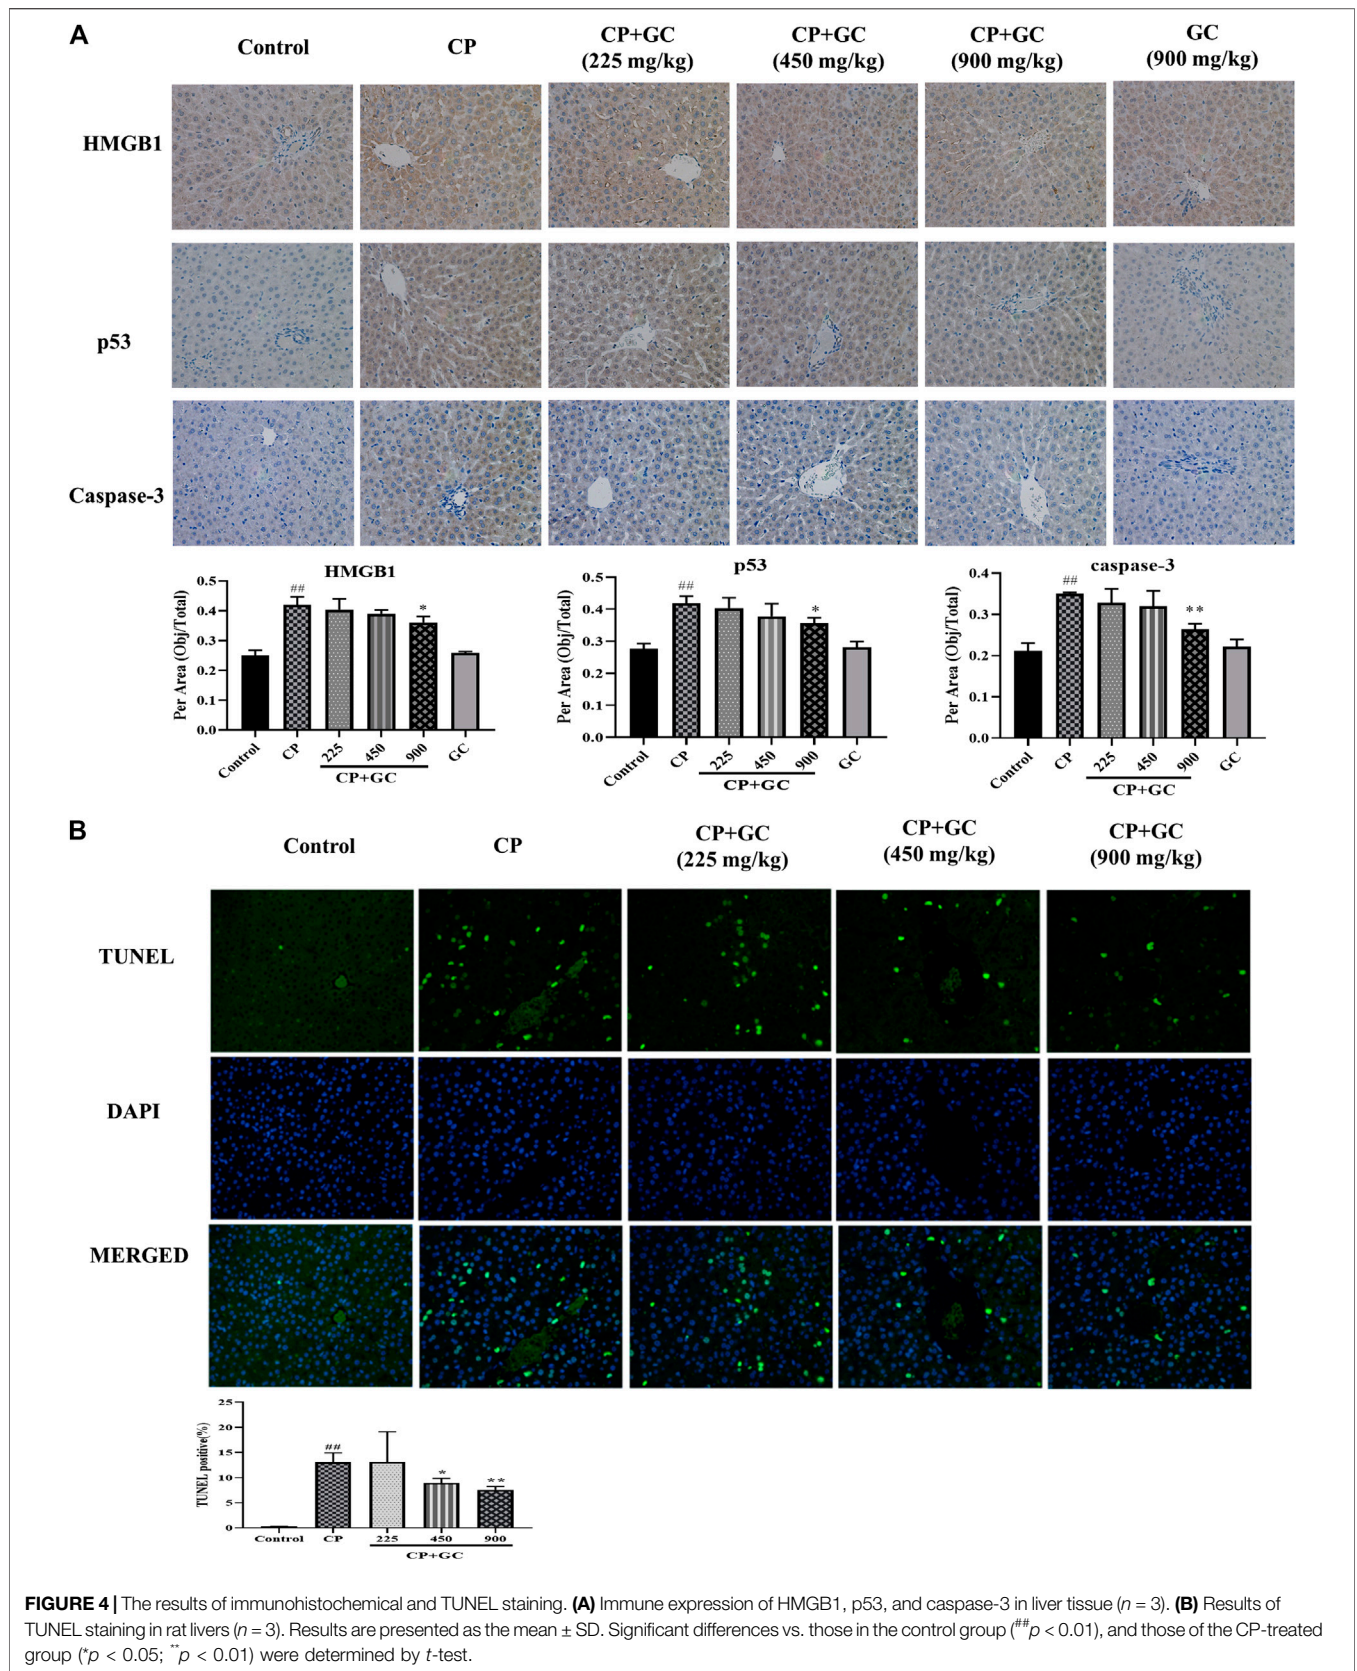 A
Control
CP
CP+GC
(225 mg/kg)
CP+GC
(450 mg/kg)
CP+GC
(900 mg/kg)
GC
(900 mg/kg)
HMGB1
p53
Caspase-3
HMGB1
Per Area (Obj/Total)
0.5
0.4
0.3
0.2
0.1
0.0
##
*
Control
CP
225
450
900
GC
CP+GC
p53
Per Area (Obj/Total)
0.5
0.4
0.3
0.2
0.1
0.0
##
*
Control
CP
225
450
900
GC
CP+GC
caspase-3
Per Area (Obj/Total)
0.4
0.3
0.2
0.1
0.0
##
**
Control
CP
225
450
900
GC
CP+GC
B
Control
CP
CP+GC
(225 mg/kg)
CP+GC
(450 mg/kg)
CP+GC
(900 mg/kg)
TUNEL
DAPI
MERGED
TUNEL positive(%)
25
20
15
10
5
0
##
*
**
Control
CP
225
450
900
CP+GC
FIGURE 4 | The results of immunohistochemical and TUNEL staining. (A) Immune expression of HMGB1, p53, and caspase-3 in liver tissue (n = 3). (B) Results of
TUNEL staining in rat livers (n = 3). Results are presented as the mean ± SD. Significant differences vs. those in the control group (##p < 0.01), and those of the CP-treated
group (*p < 0.05; **p < 0.01) were determined by t-test.